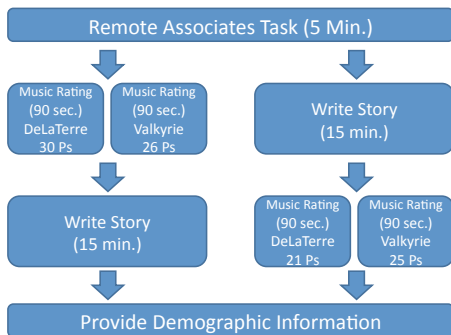 Remote Associates Task (5 Min.)
Music Rating
(90 sec.)
DeLaTerre
30 Ps
Music Rating
(90 sec.)
Valkyrie
26 Ps
Write Story
(15 min.)
Write Story
(15 min.)
Music Rating
(90 sec.)
DeLaTerre
21 Ps
Music Rating
(90 sec.)
Valkyrie
25 Ps
Provide Demographic Information